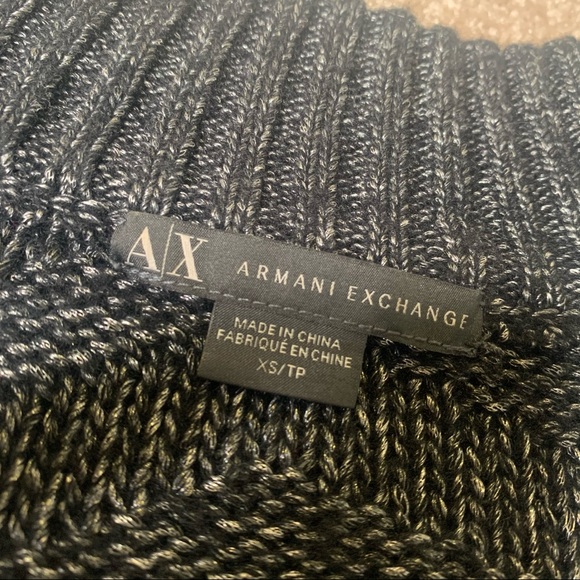 A|X ARMANI EXCHANGE
MADE IN CHINA
FABRIQUÉ EN CHINE
XS/TP